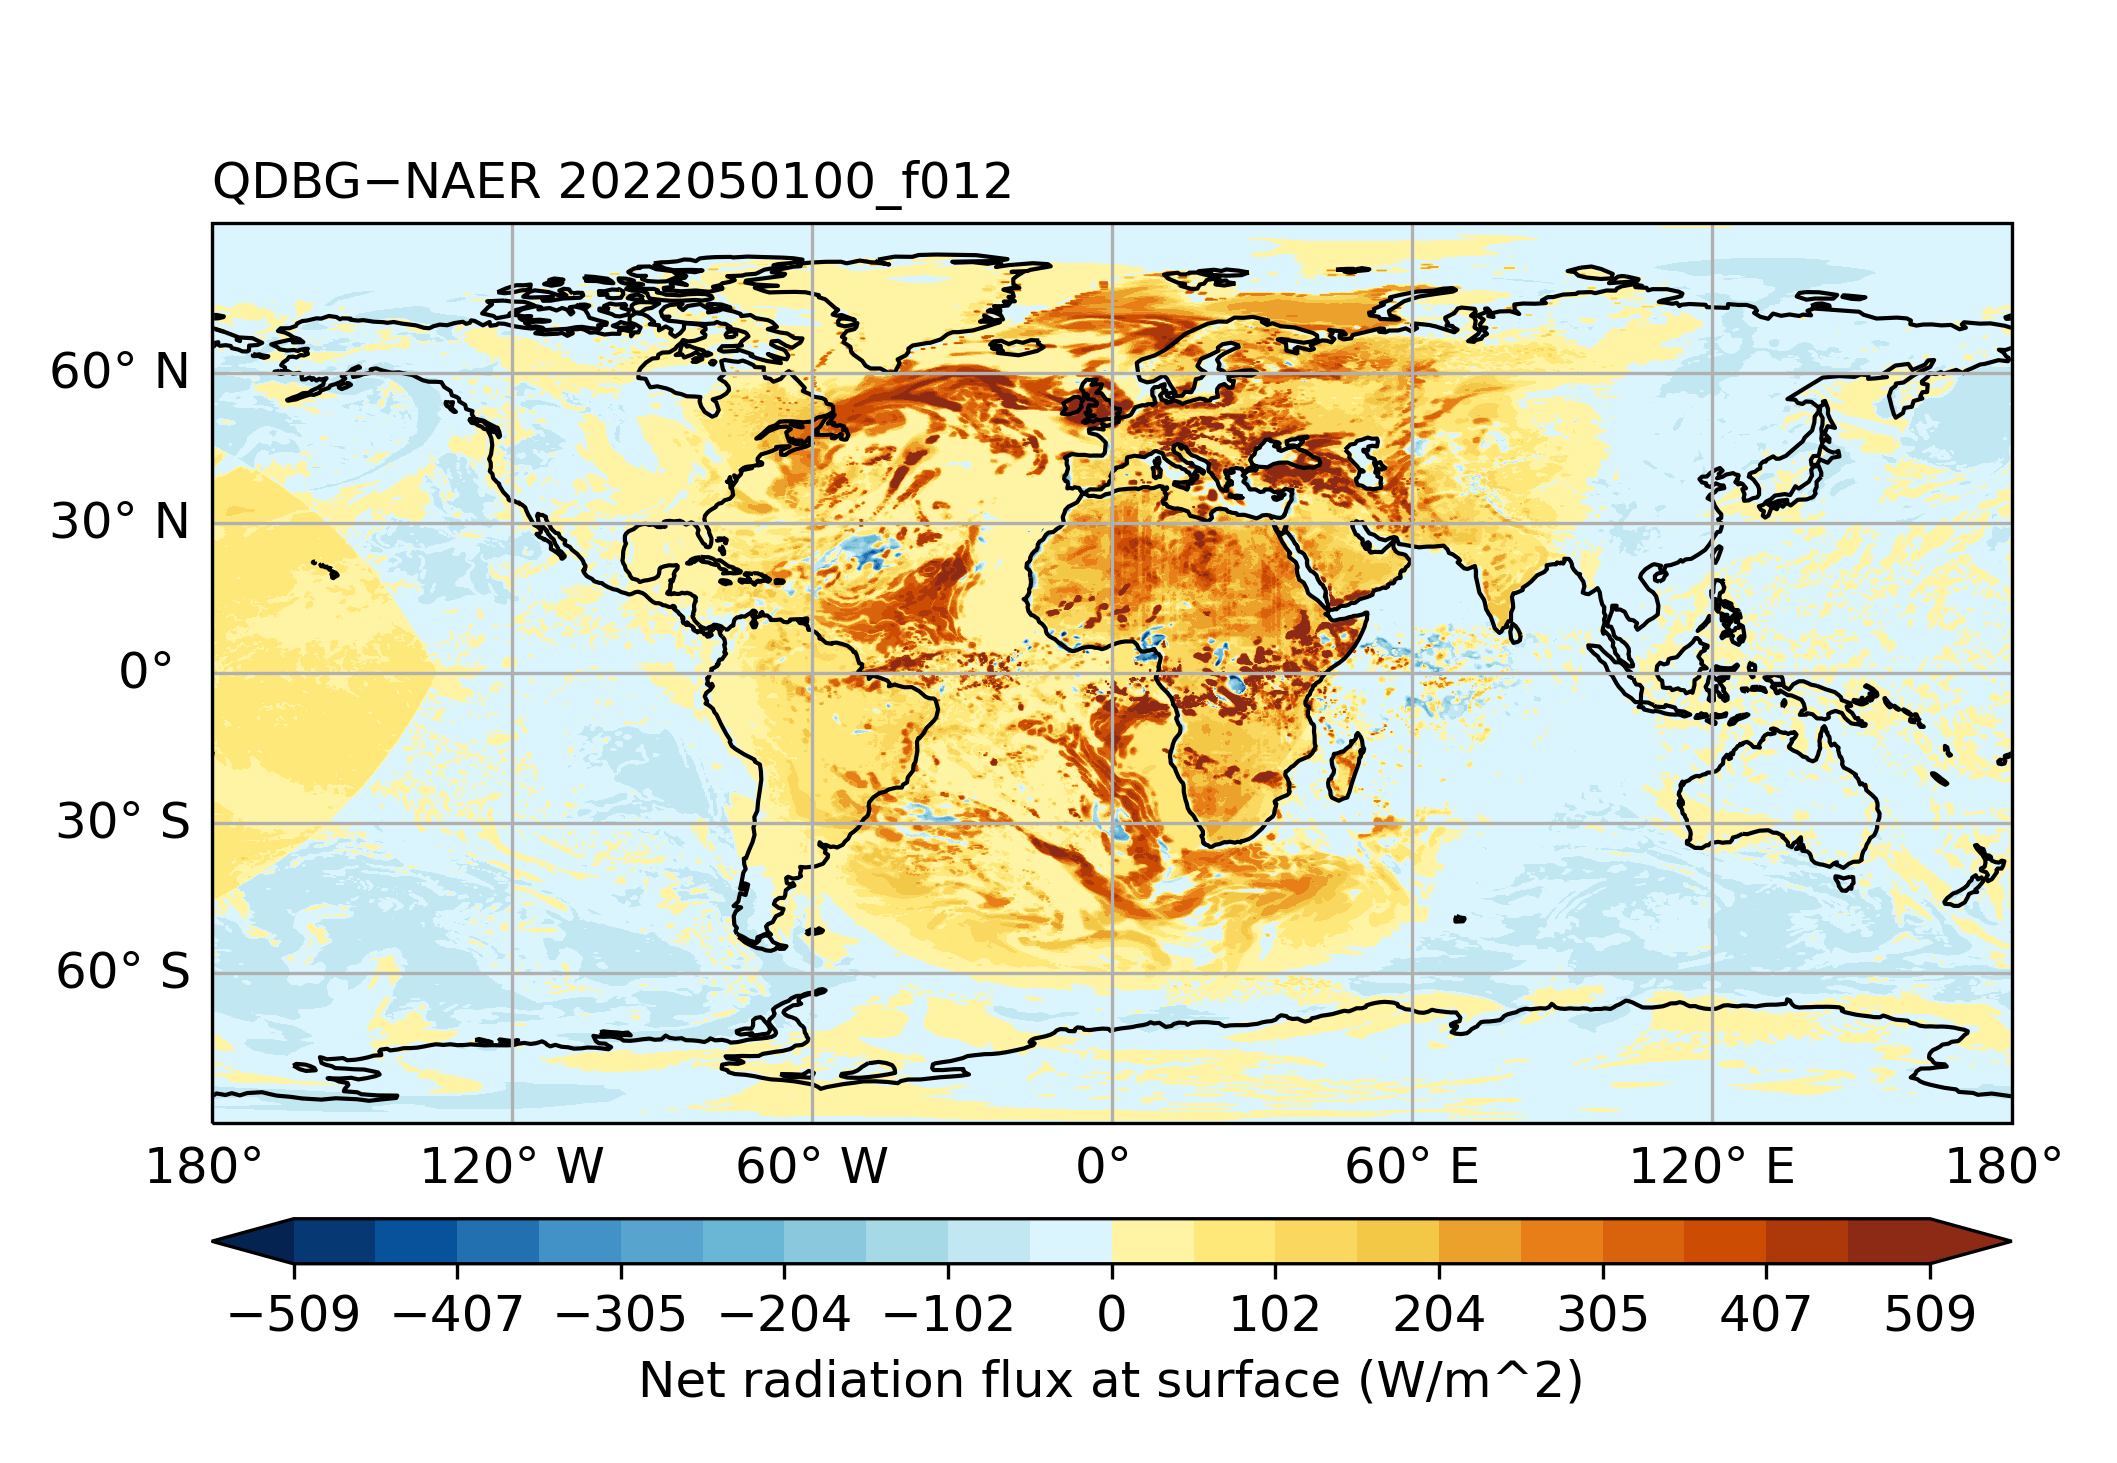 QDBG−NAER 2022050100_f012
60° N
30° N
0°
30° S
60° S
180° 120° W 60° W 0° 60° E 120° E 180°
−509 −407 −305 −204 −102 0 102 204 305 407 509
Net radiation flux at surface (W/m^2)